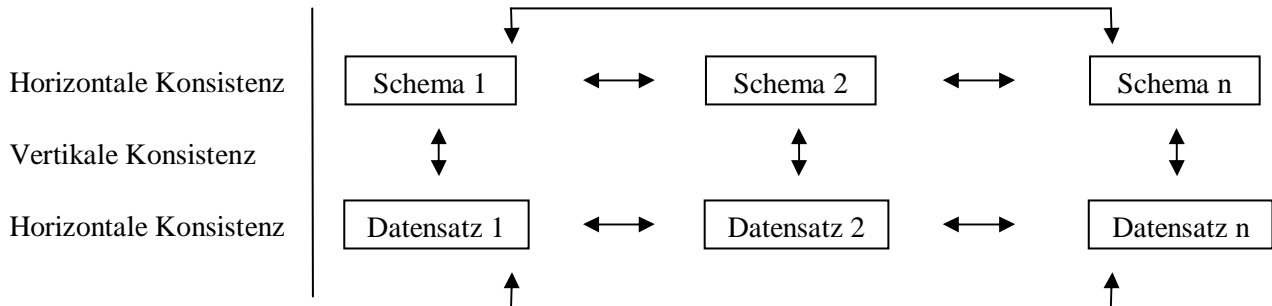 Horizontale Konsistenz Schema 1 Schema 2 Schema n
Vertikale Konsistenz
Horizontale Konsistenz Datensatz 1 Datensatz 2 Datensatz n